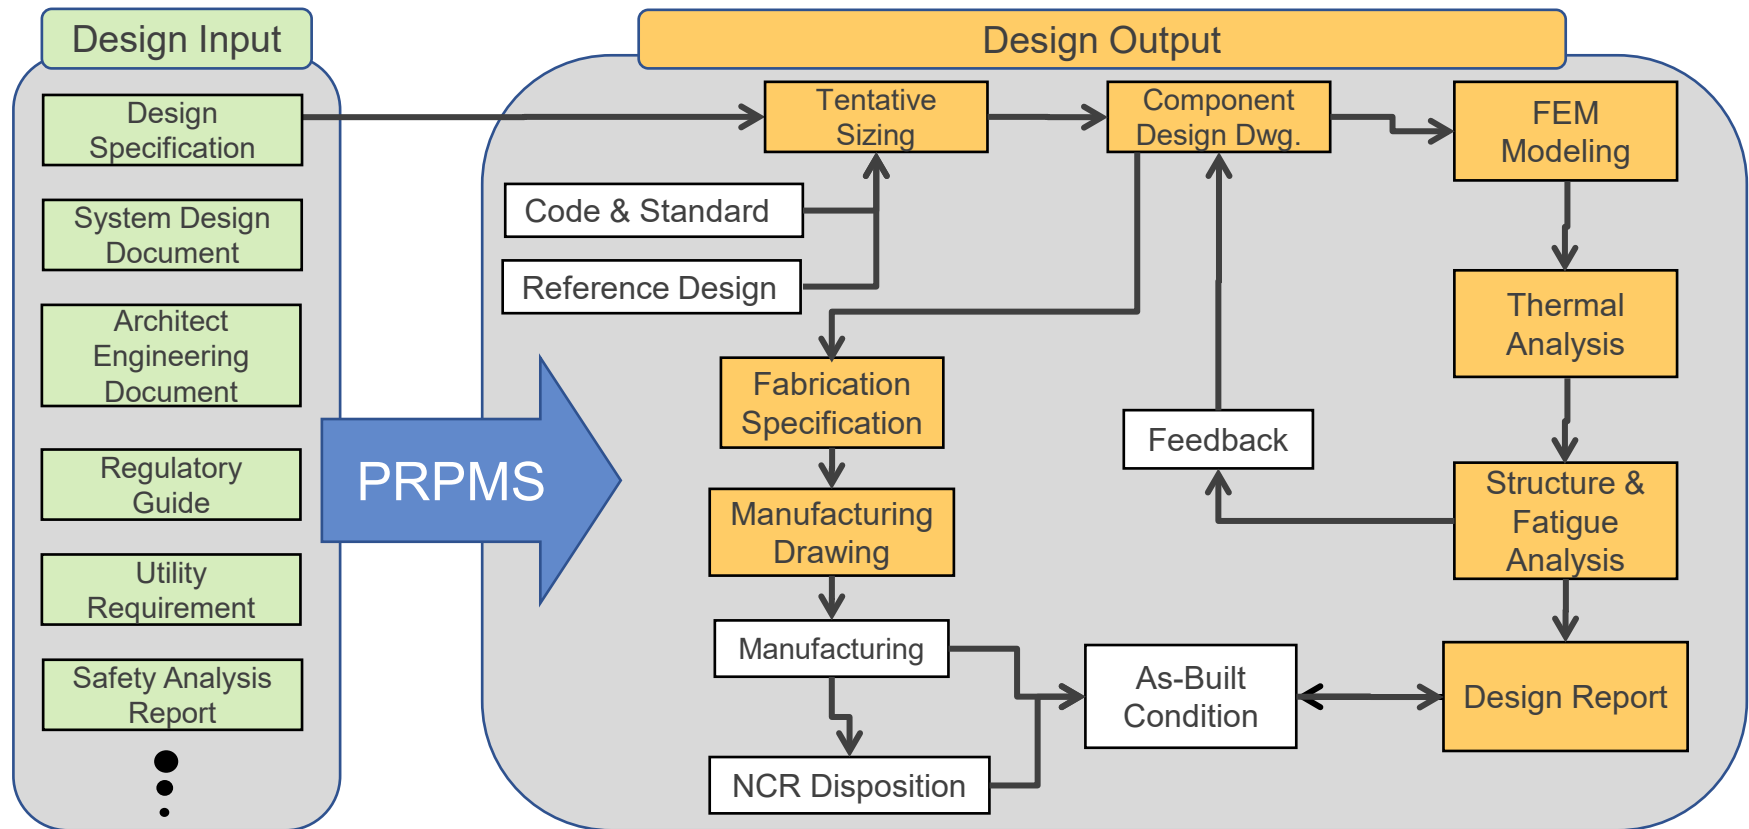 Design Input
Design
Specification
System Design
Document
Architect
Engineering
Document
Regulatory
Guide
Utility
Requirement
Safety Analysis
Report
PRPMS
Design Output
Tentative
Sizing
Component
Design Dwg.
FEM
Modeling
Code & Standard
Reference Design
Thermal
Analysis
Fabrication
Specification
Feedback
Structure &
Fatigue
Analysis
Manufacturing
Drawing
Manufacturing
As-Built
Condition
Design Report
NCR Disposition